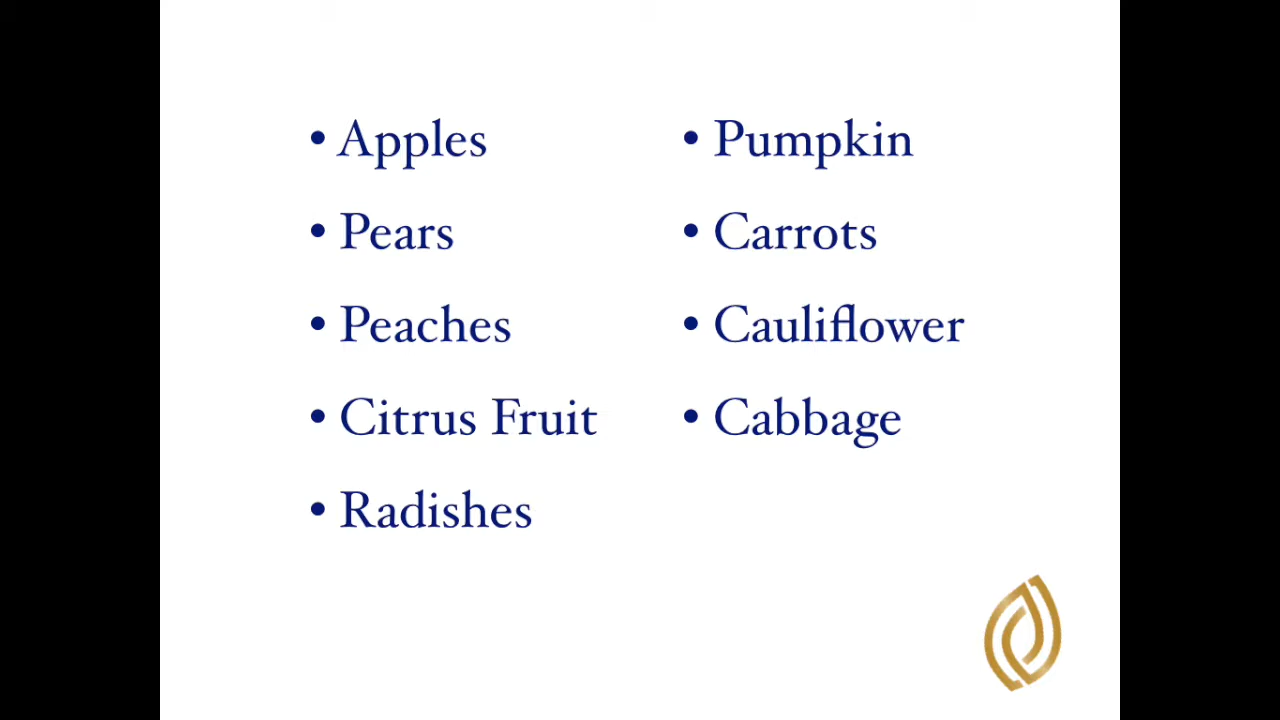 • Apples
• Pears
• Peaches
• Citrus Fruit
• Radishes
• Pumpkin
• Carrots
• Cauliflower
• Cabbage